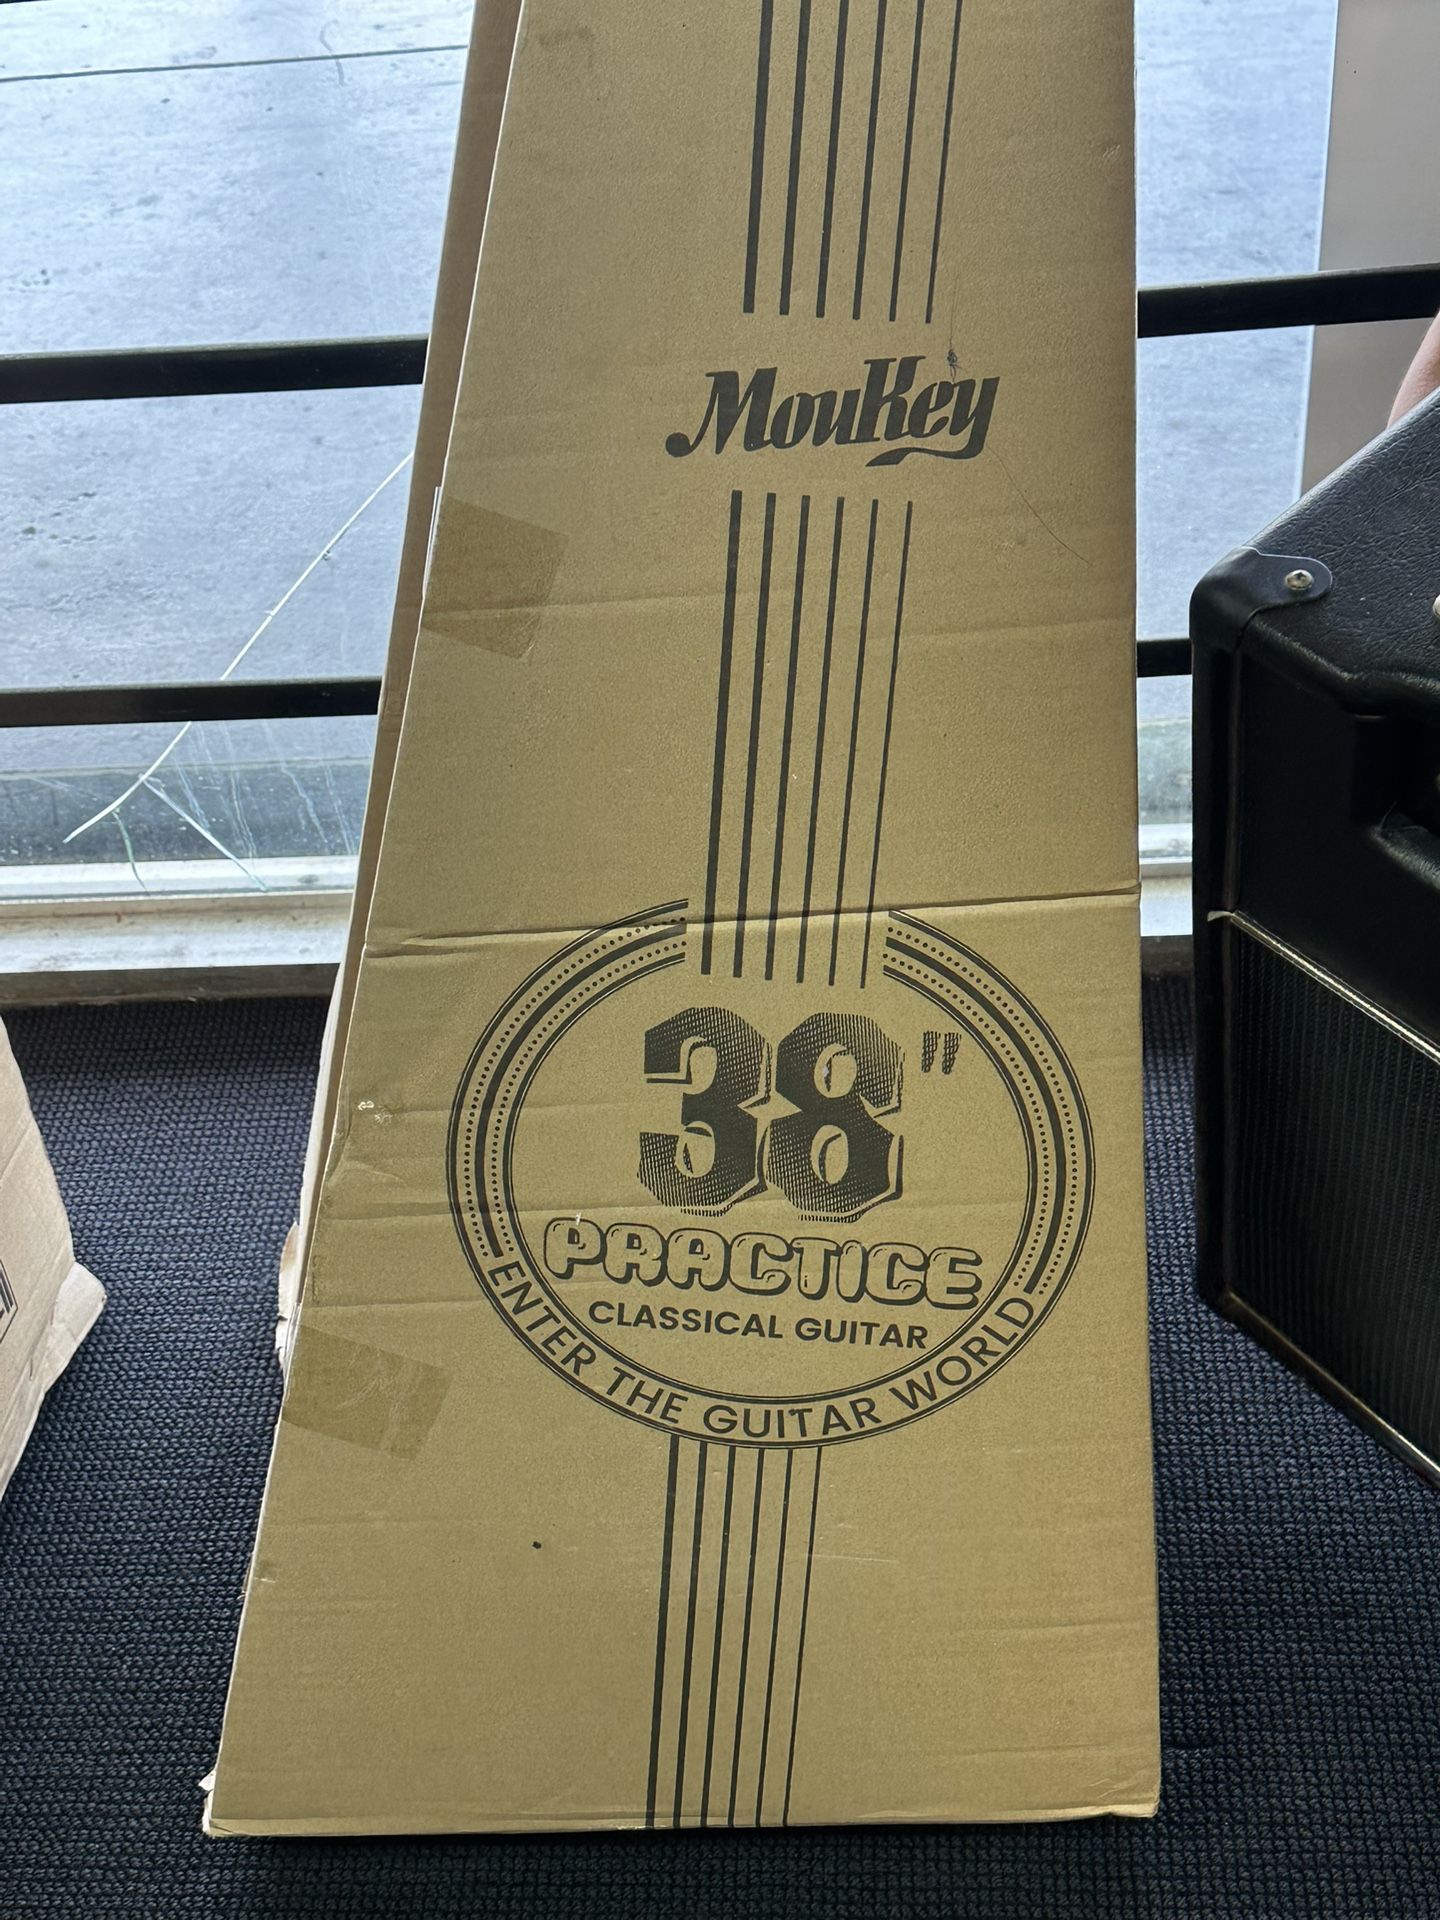 MouKey
38"
PRACTICE
CLASSICAL GUITAR
ENTER THE GUITAR WORLD